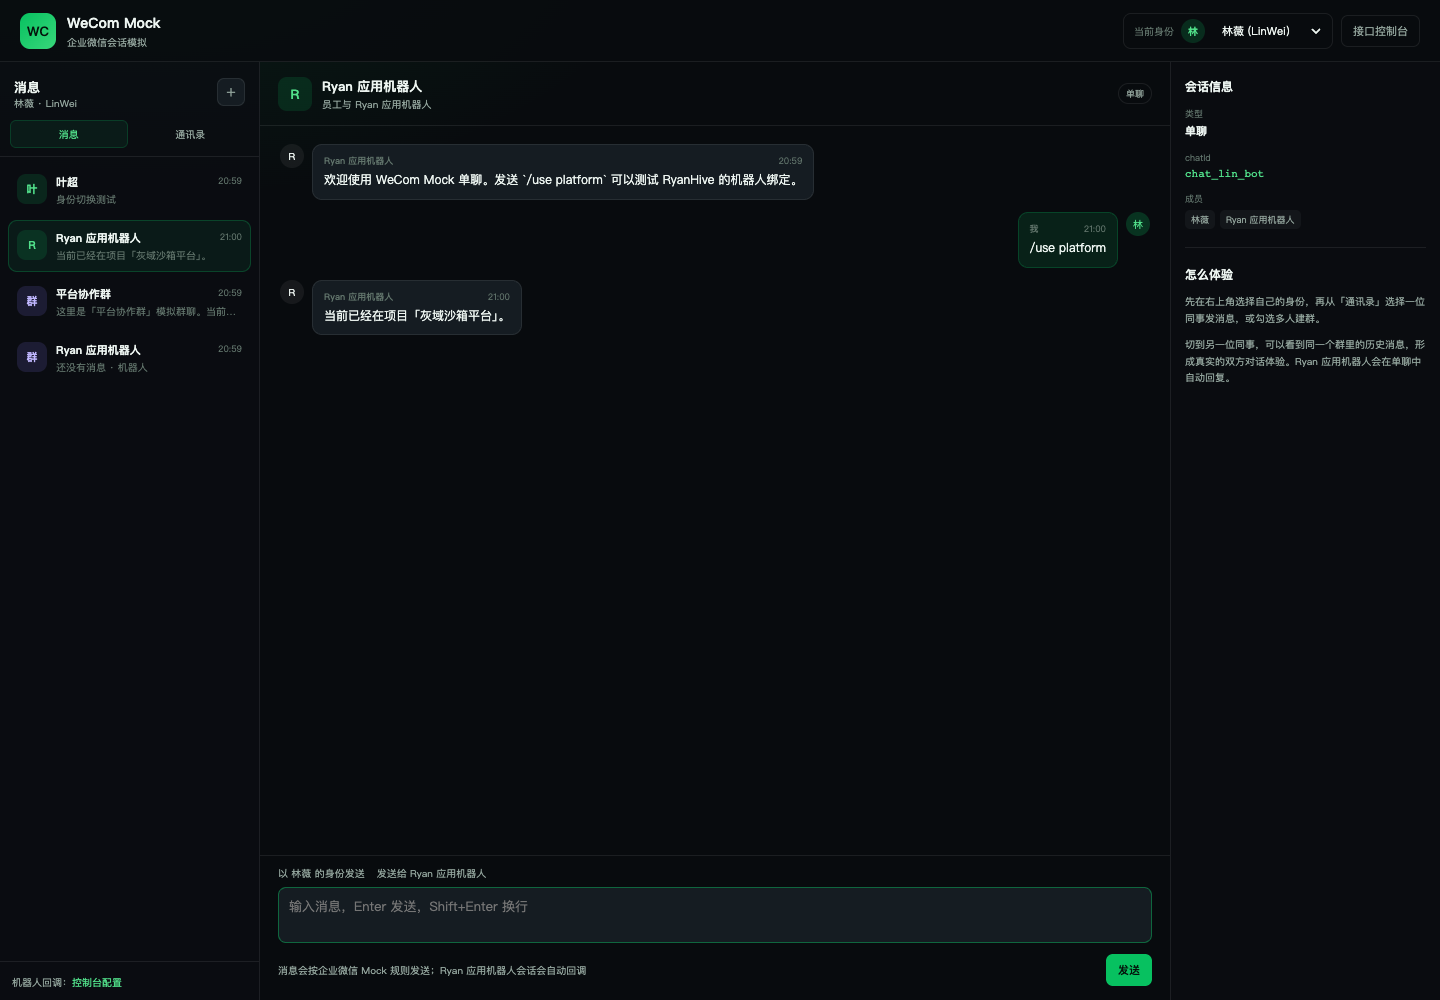 WC
WeCom Mock
企业微信会话模拟
当前身份
林
林薇 (LinWei)
接口控制台
消息
林薇 · LinWei
+
消息
通讯录
叶
叶超
20:59
身份切换测试
R
Ryan 应用机器人
21:00
当前已经在项目「灰域沙箱平台」。
群
平台协作群
20:59
这里是「平台协作群」模拟群聊。当前...
群
Ryan 应用机器人
20:59
还没有消息 · 机器人
机器人回调：控制台配置
R
Ryan 应用机器人
员工与 Ryan 应用机器人
单聊
R
Ryan 应用机器人
20:59
欢迎使用 WeCom Mock 单聊。发送 `/use platform` 可以测试 RyanHive 的机器人绑定。
我
21:00
/use platform
林
R
Ryan 应用机器人
21:00
当前已经在项目「灰域沙箱平台」。
以 林薇 的身份发送 发送给 Ryan 应用机器人
输入消息，Enter 发送，Shift+Enter 换行
消息会按企业微信 Mock 规则发送；Ryan 应用机器人会话会自动回调
发送
会话信息
类型
单聊
chatid
chat_lin_bot
成员
林薇
Ryan 应用机器人
怎么体验
先在右上角选择自己的身份，再从「通讯录」选择一位
同事发消息，或勾选多人建群。
切到另一位同事，可以看到同一个群里的历史消息，形
成真实的双方对话体验。Ryan 应用机器人会在单聊中
自动回复。